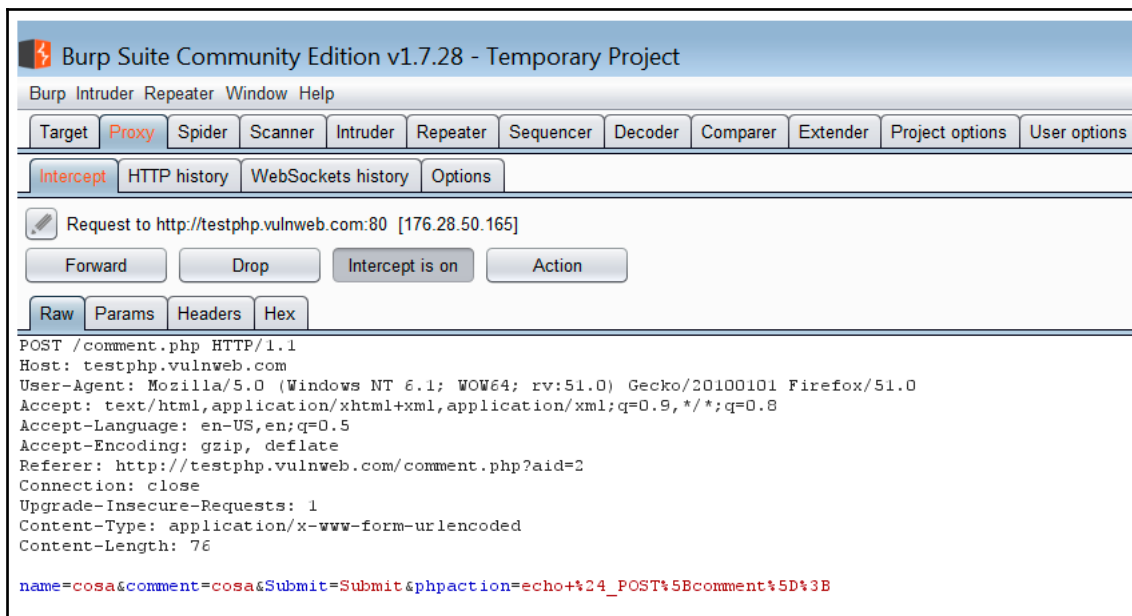 Burp Suite Community Edition v1.7.28 - Temporary Project
Burp Intruder Repeater Window Help
Target Proxy Spider Scanner Intruder Repeater Sequencer Decoder Comparer Extender Project options User options
Intercept HTTP history WebSockets history Options
Request to http://testphp.vulnweb.com:80 [176.28.50.165]
Forward Drop Intercept is on Action
Raw Params Headers Hex
POST /comment.php HTTP/1.1
Host: testphp.vulnweb.com
User-Agent: Mozilla/5.0 (Windows NT 6.1; WOW64; rv:51.0) Gecko/20100101 Firefox/51.0
Accept: text/html,application/xhtml+xml,application/xml;q=0.9,*/*;q=0.8
Accept-Language: en-US,en;q=0.5
Accept-Encoding: gzip, deflate
Referer: http://testphp.vulnweb.com/comment.php?aid=2
Connection: close
Upgrade-Insecure-Requests: 1
Content-Type: application/x-www-form-urlencoded
Content-Length: 76
name=cosa&comment=cosa&Submit=Submit&phpaction=echo+%24_POST%5Bcomment%5D%3B